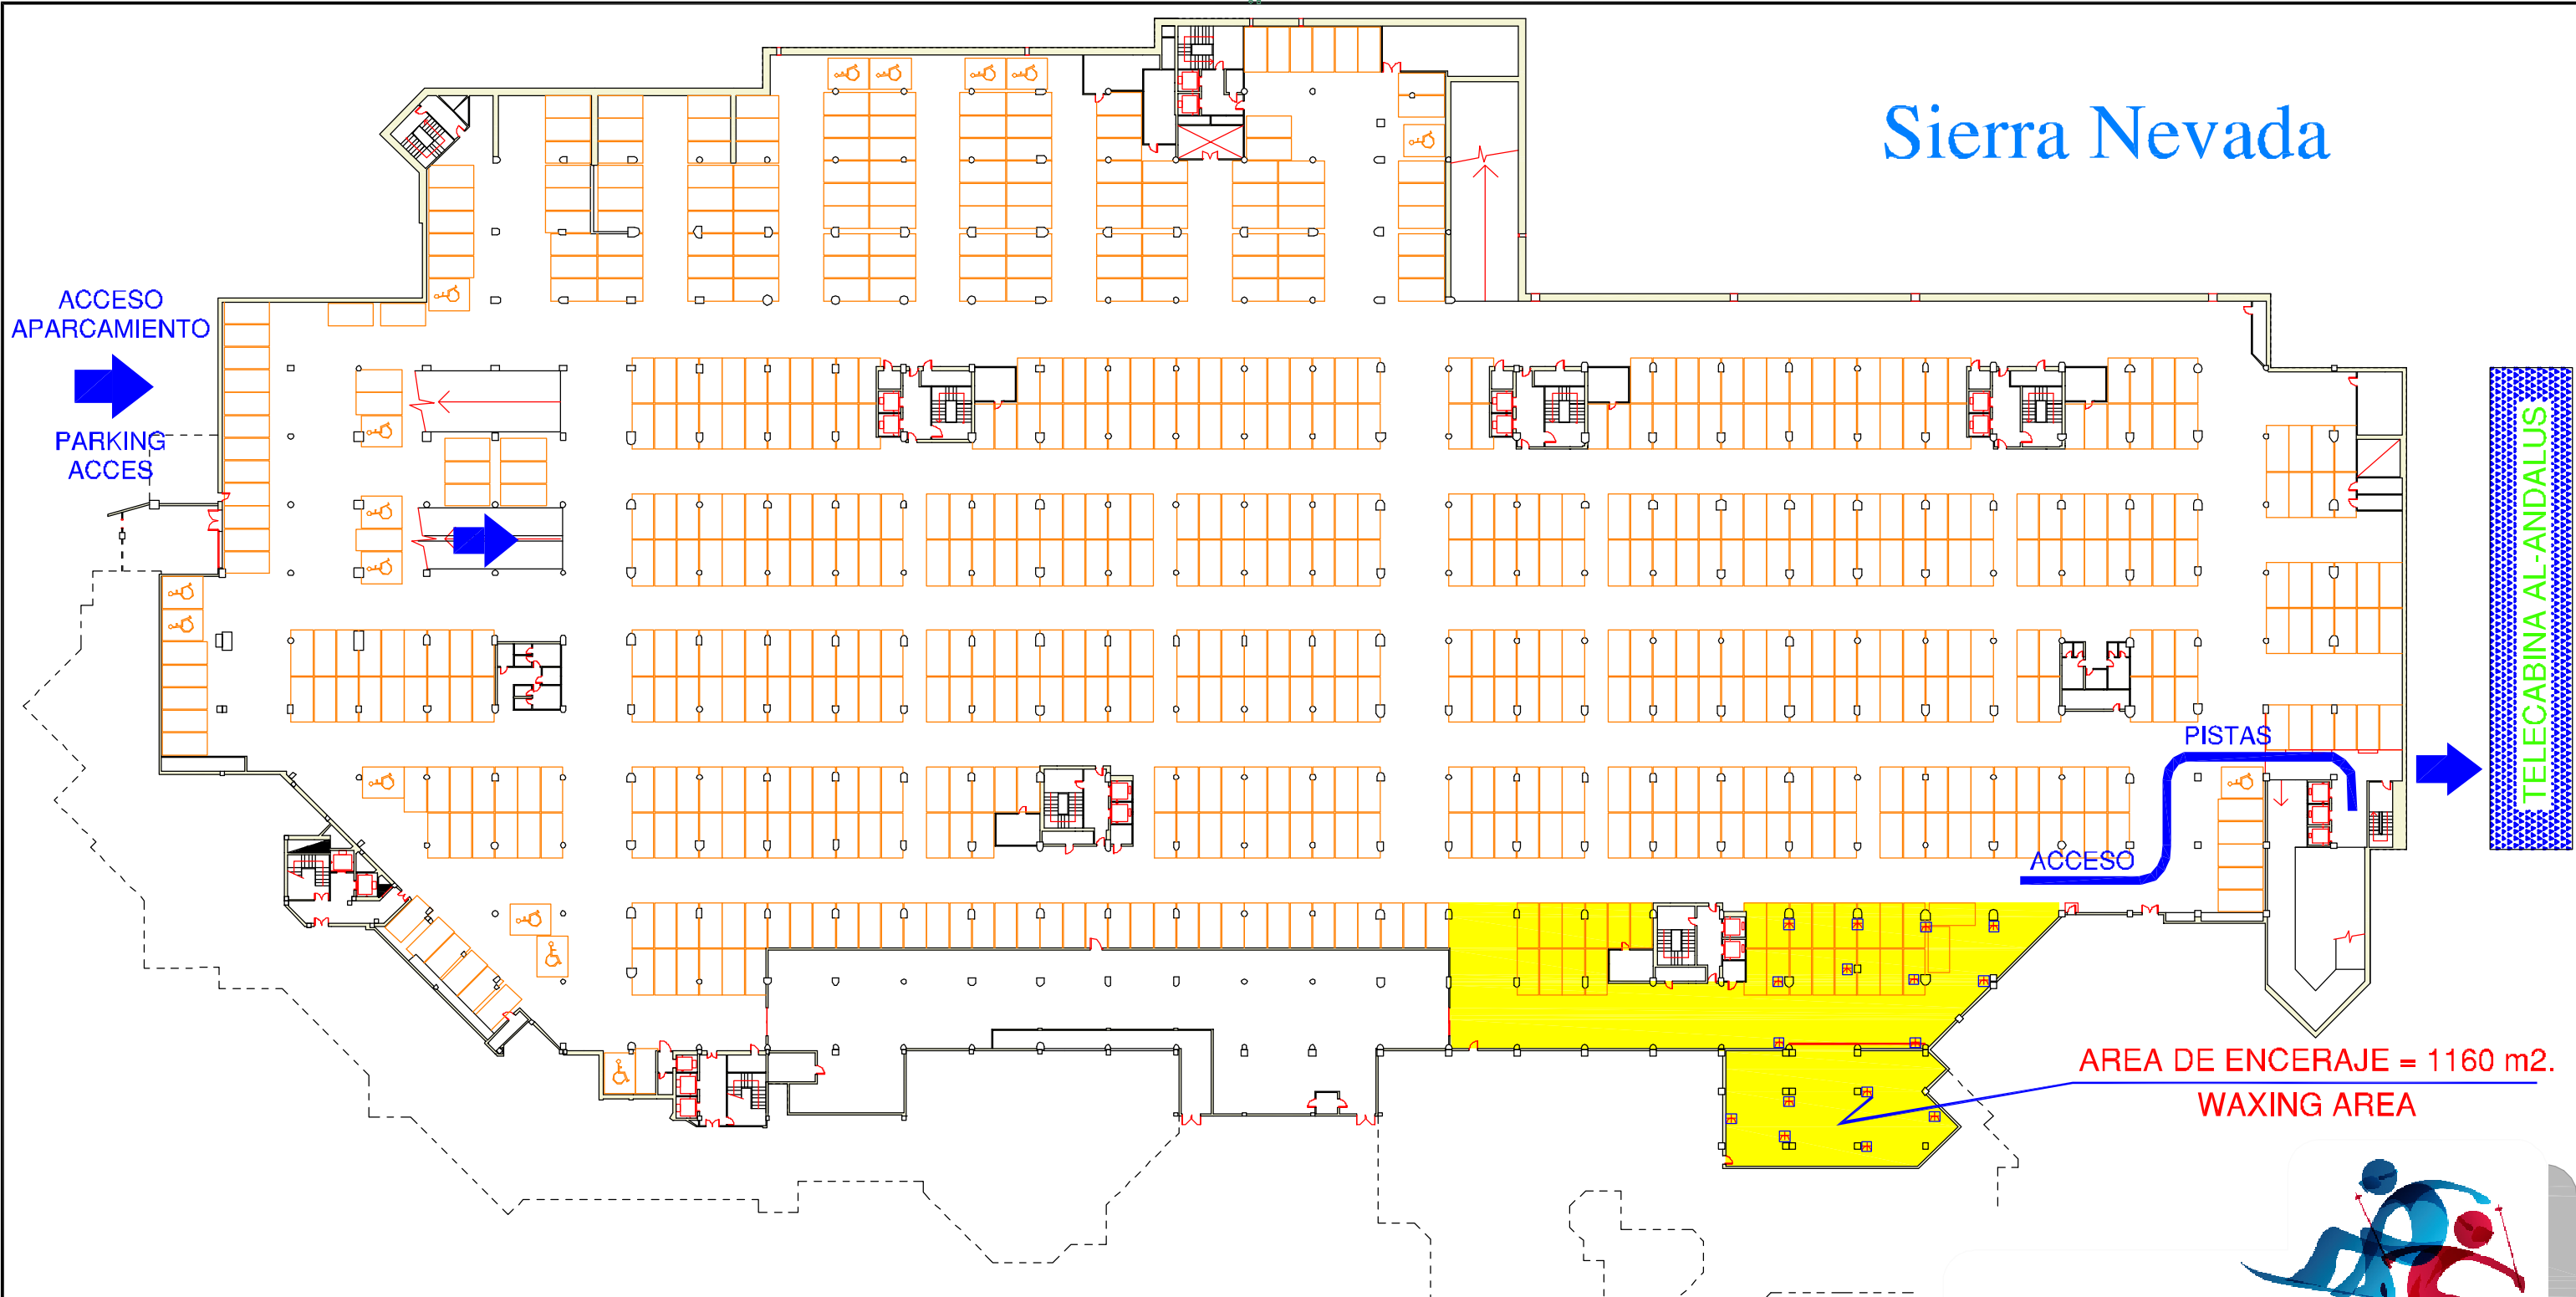 Sierra Nevada
ACCESO
APARCAMIENTO
PARKING
ACCES
TELECABINA AL-ANDALUS
PISTAS
ACCESO
AREA DE ENCERAJE = 1160 m2.
WAXING AREA